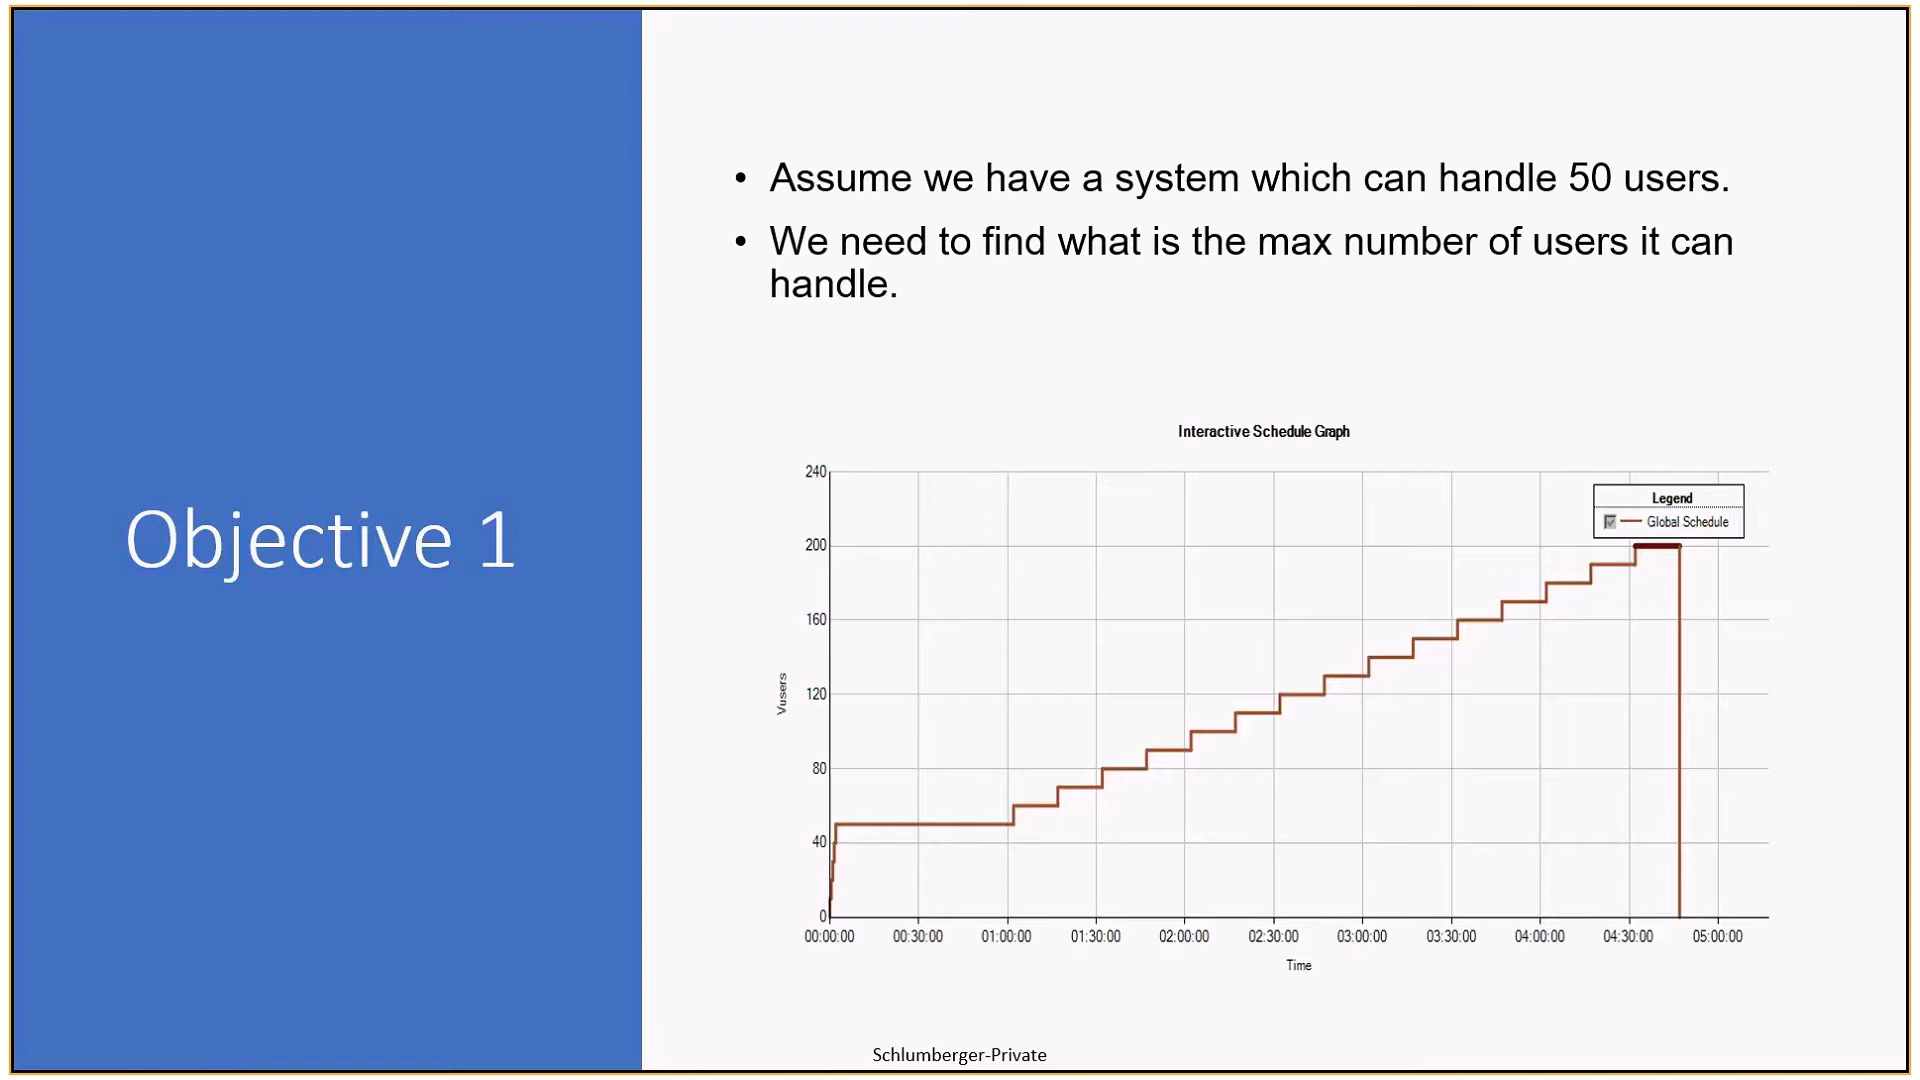 • Assume we have a system which can handle 50 users.
• We need to find what is the max number of users it can
handle.
Objective 1
Interactive Schedule Graph
240
200
160
120
80
40
0
Vusers
Legend
Global Schedule
00:00:00 00:30:00 01:00:00 01:30:00 02:00:00 02:30:00 03:00:00 03:30:00 04:00:00 04:30:00 05:00:00
Time
Schlumberger-Private